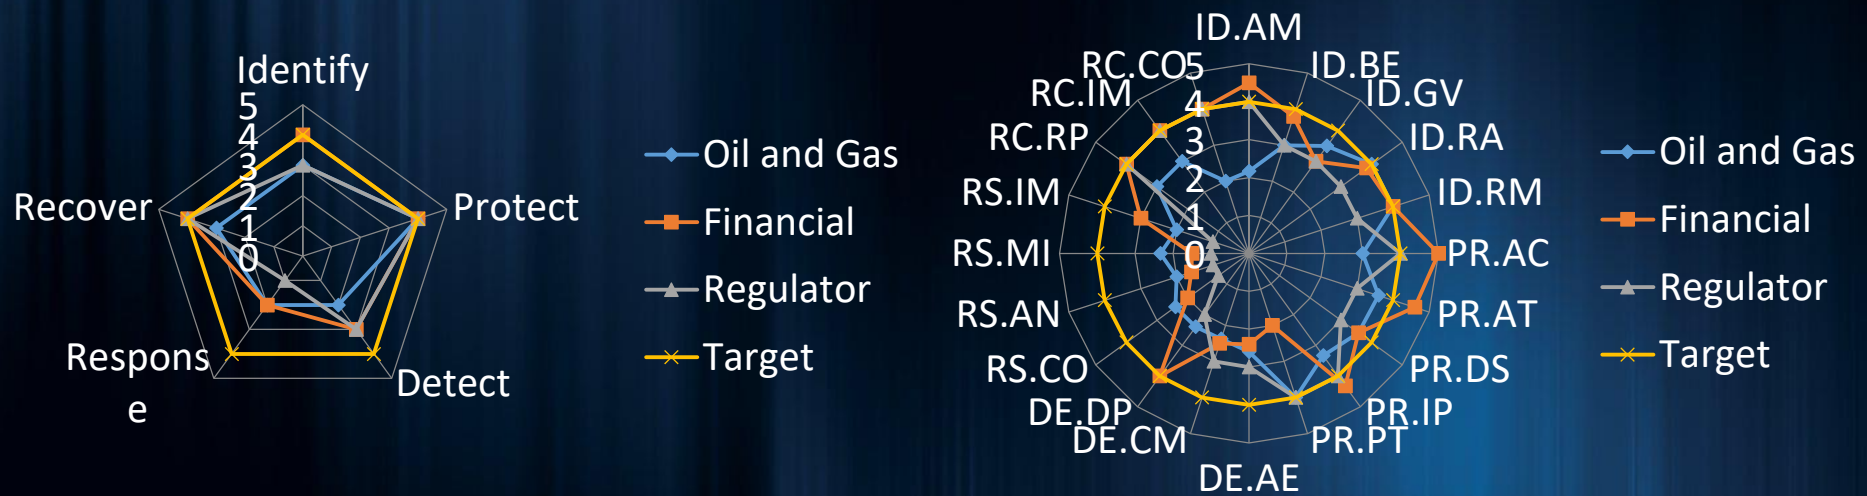 Identify
5
4
3
2
1
0
Protect
Detect
Respons
e
Recover
Oil and Gas
Financial
Regulator
Target
ID.AM
ID.BE
ID.GV
ID.RA
ID.RM
PR.AC
PR.AT
PR.DS
PR.IP
PR.PT
DE.AE
DE.CM
DE.DP
RS.CO
RS.AN
RS.MI
RS.IM
RC.RP
RC.IM
RC.CO
5
4
3
2
1
0
Oil and Gas
Financial
Regulator
Target